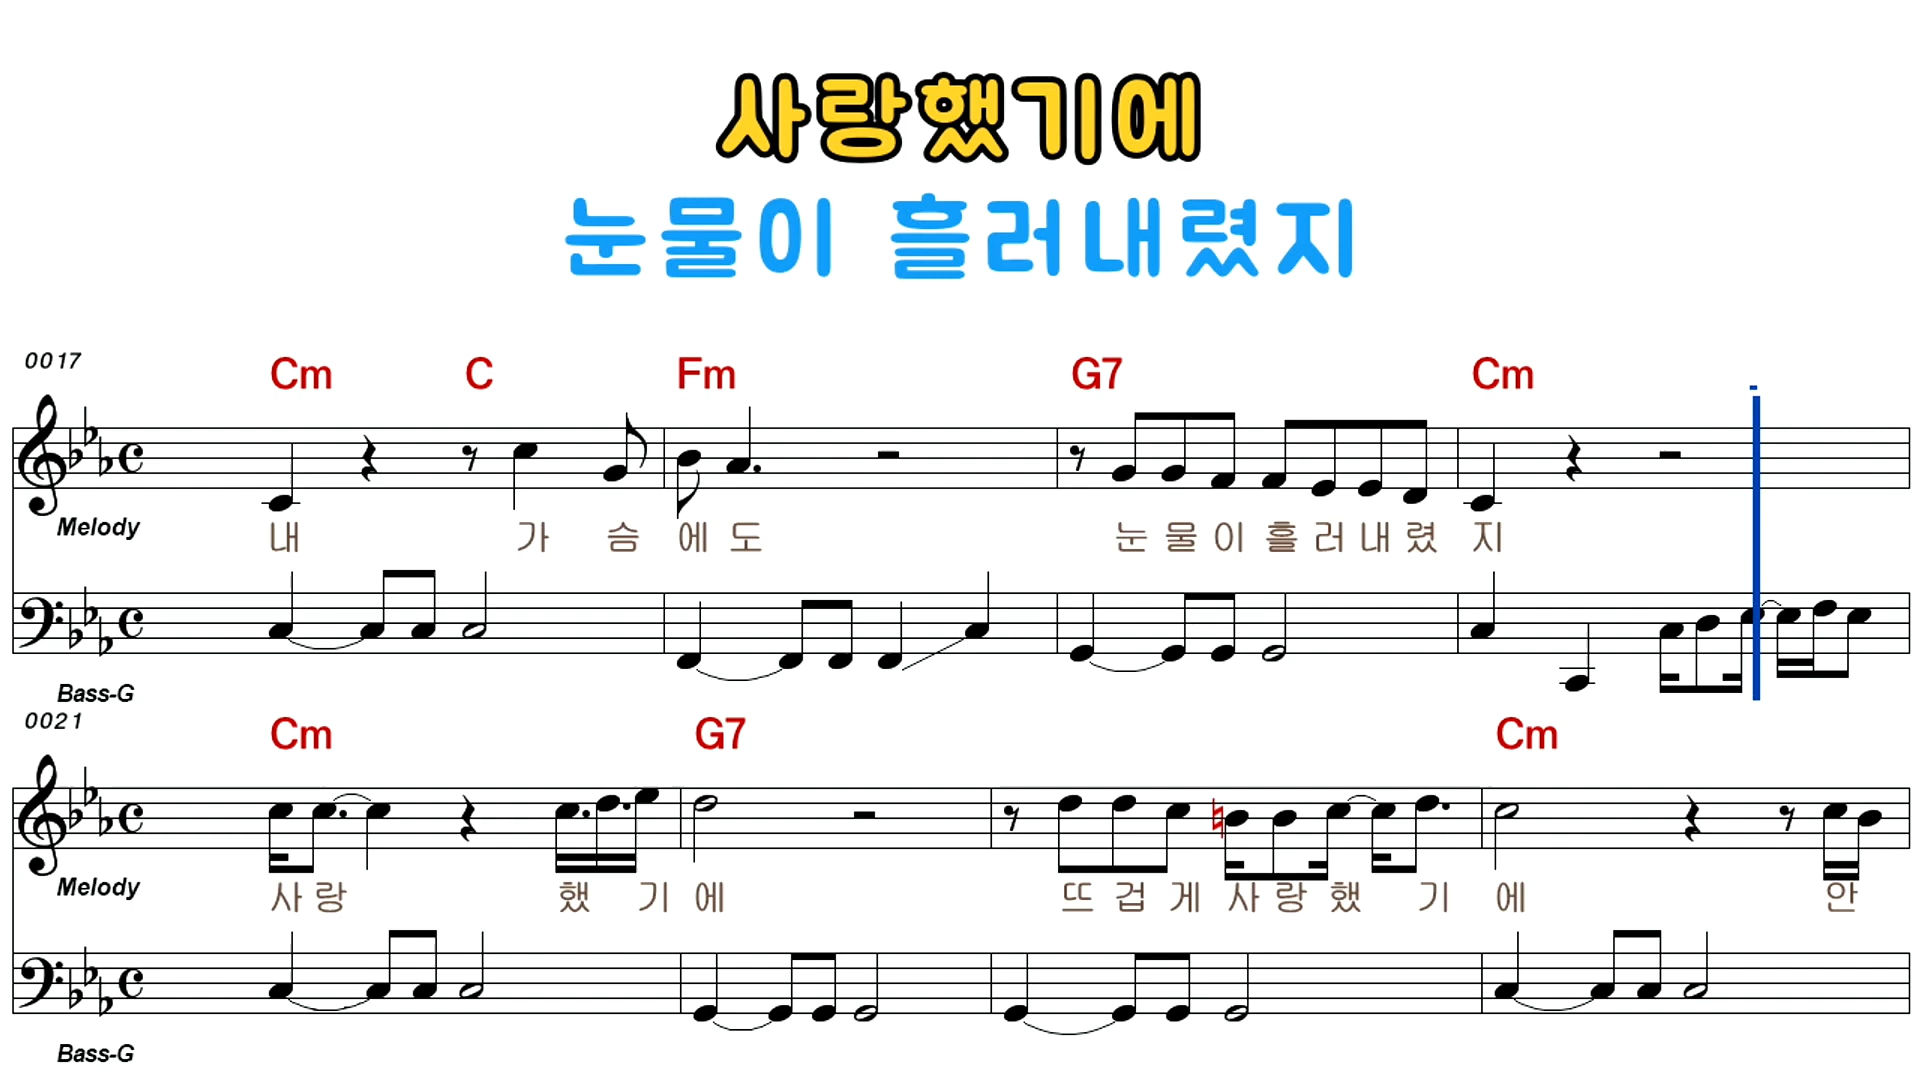 사랑했기에
눈물이 흘러내렸지
0017
Cm C Fm G7 Cm
Melody
내 가 슴 에 도 눈 물 이 흘 러 내 렸 지
Bass-G
0021
Cm G7 Cm
Melody
사 랑 했 기 에 뜨 겁 게 사 랑 했 기 에 안
Bass-G